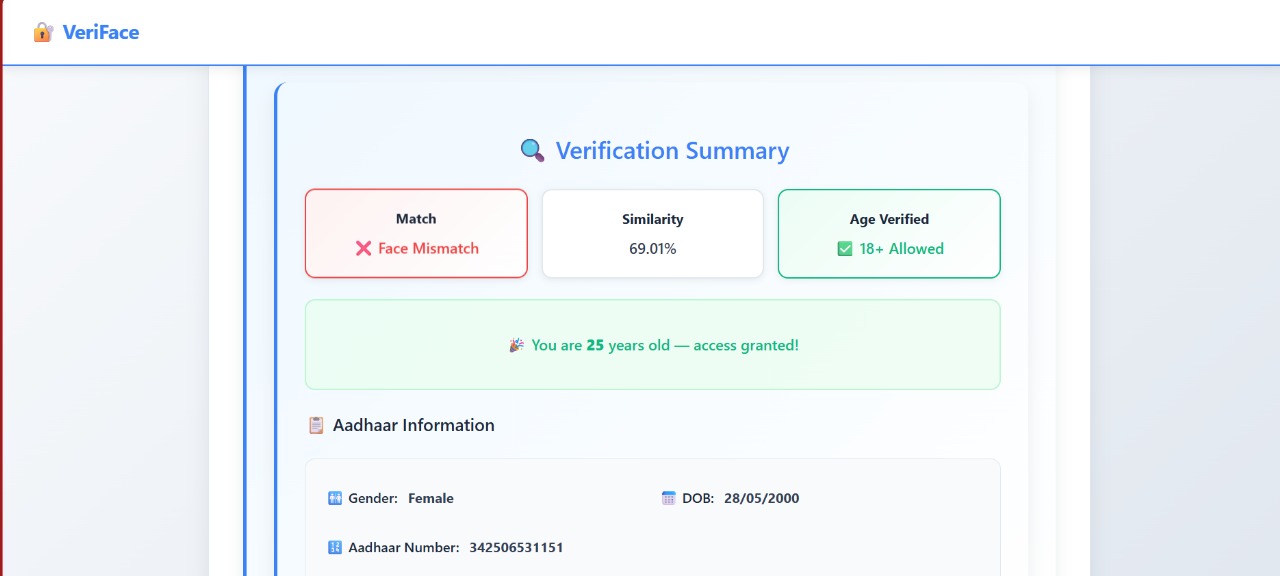 VeriFace
Verification Summary
Match
Face Mismatch
Similarity
69.01%
Age Verified
18+ Allowed
You are 25 years old — access granted!
Aadhaar Information
Gender: Female
DOB: 28/05/2000
Aadhaar Number: 342506531151